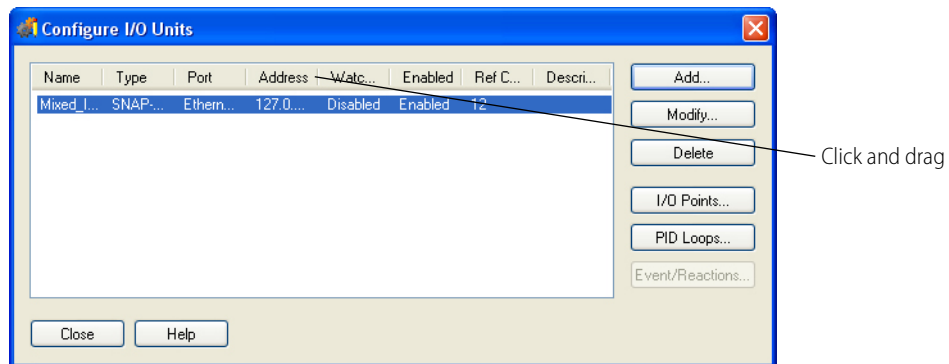 Configure I/O Units
Name Type Port Address Watc... Enabled Ref C... Descri...
Mixed_I... SNAP-... Ethern... 127.0.... Disabled Enabled 12
Add...
Modify...
Delete
Click and drag
I/O Points...
PID Loops...
Event/Reactions...
Close Help